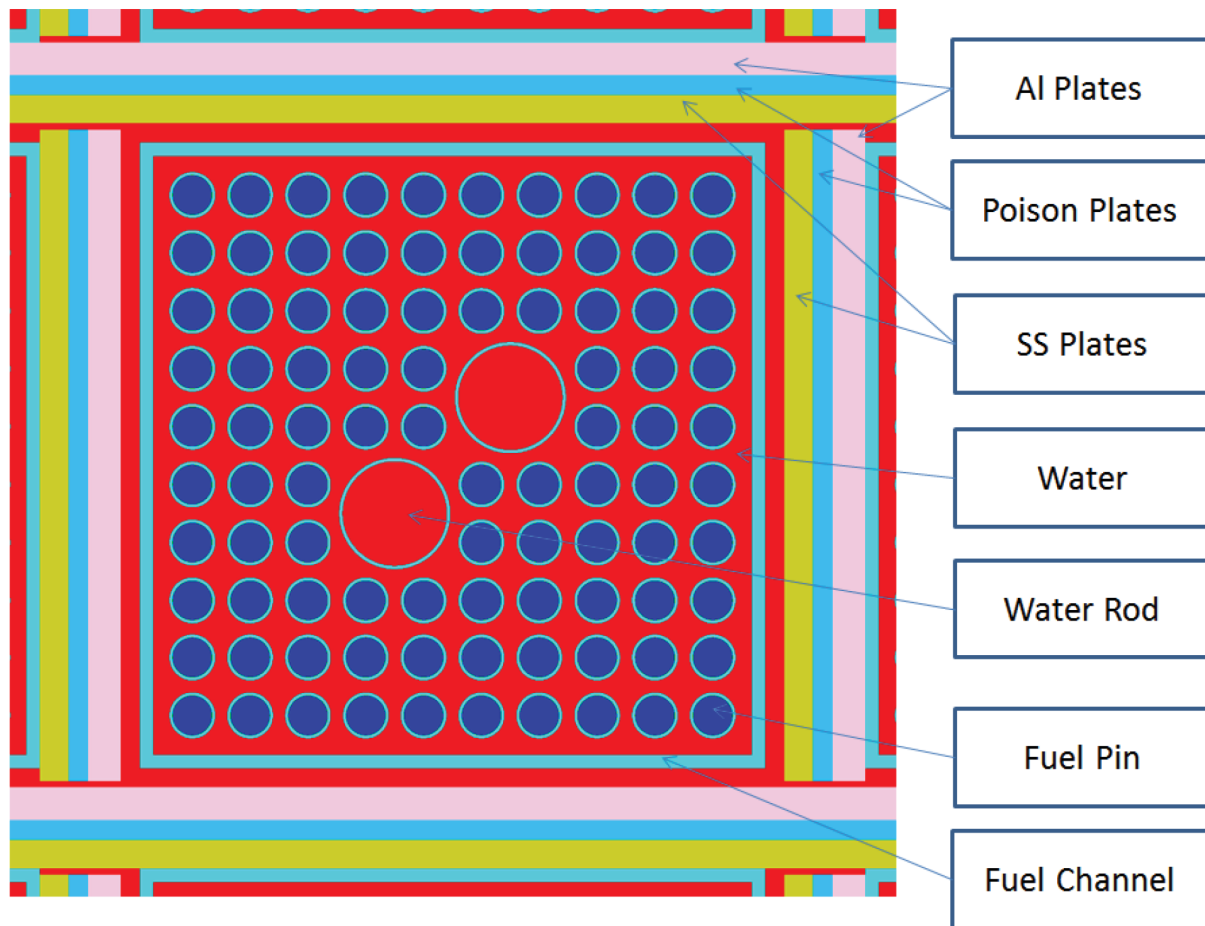 Al Plates
Poison Plates
SS Plates
Water
Water Rod
Fuel Pin
Fuel Channel